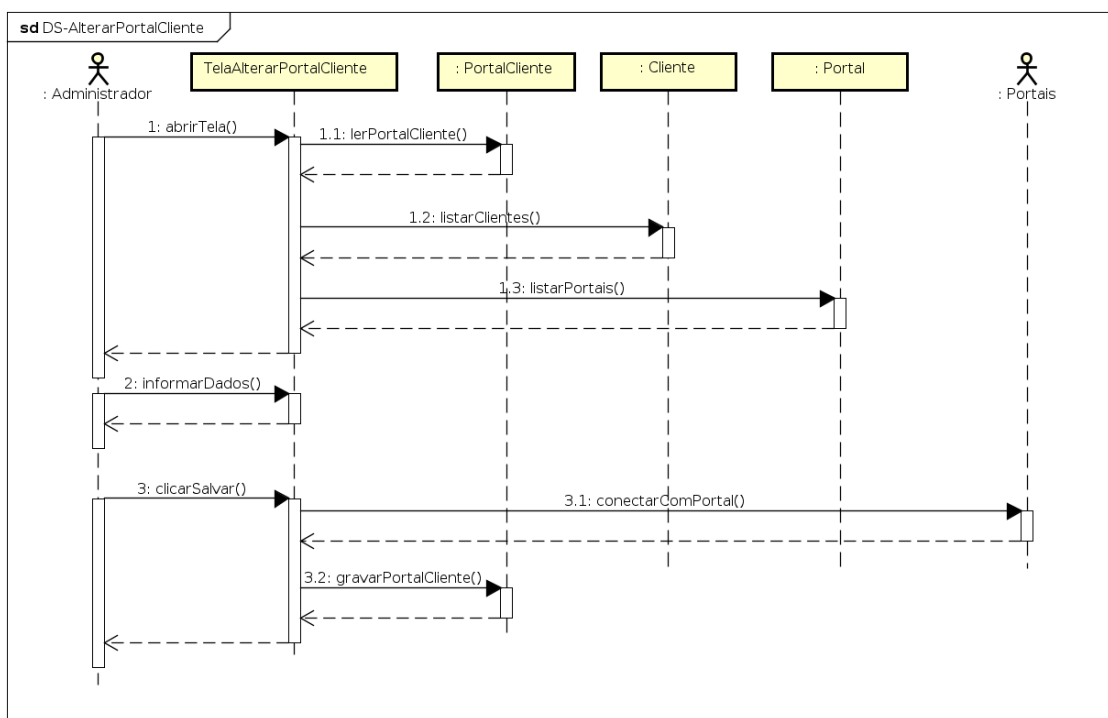 sd DS-AlterarPortalCliente
TelaAlterarPortalCliente
: PortalCliente
: Cliente
: Portal
: Administrador
: Portais
1: abrirTela()
1.1: lerPortalCliente()
1.2: listarClientes()
1.3: listarPortais()
2: informarDados()
3: clicarSalvar()
3.1: conectarComPortal()
3.2: gravarPortalCliente()